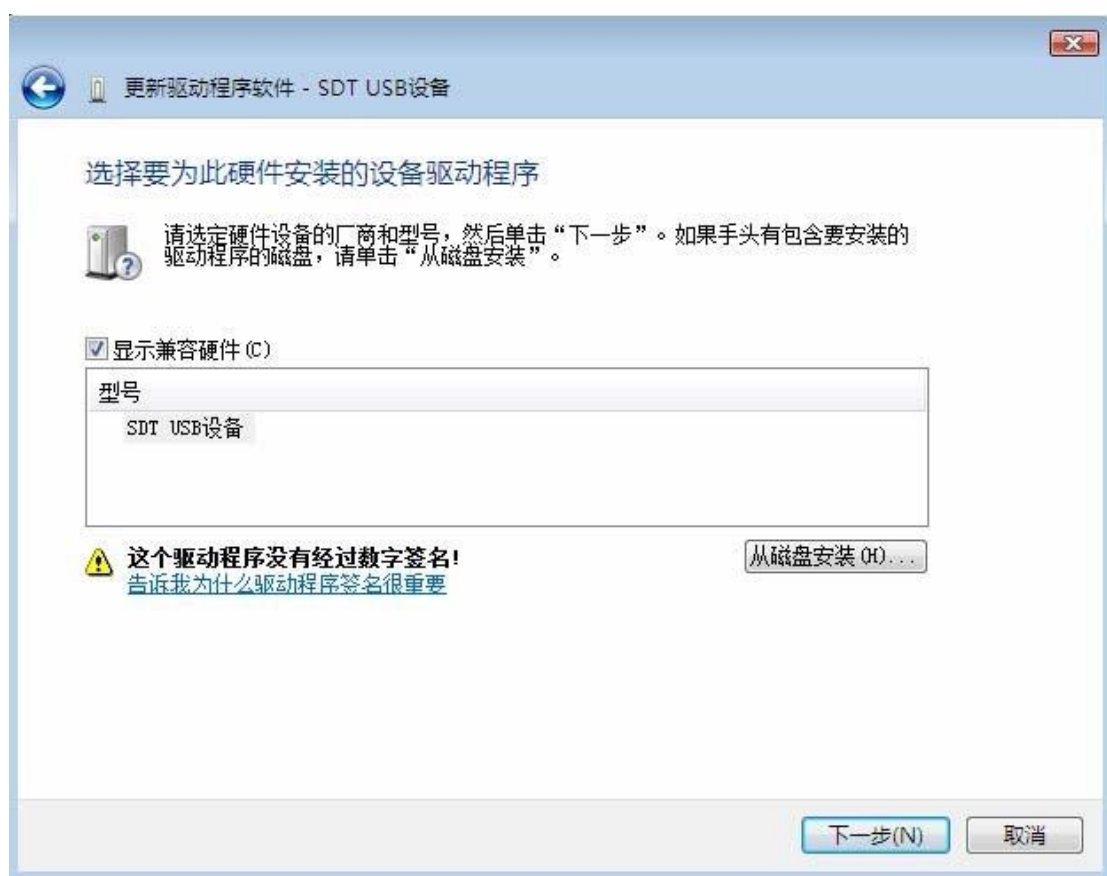 更新驱动程序软件 - SDT USB设备
选择要为此硬件安装的设备驱动程序
请选定硬件设备的厂商和型号，然后单击“下一步”。如果手头有包含要安装的
驱动程序的磁盘，请单击“从磁盘安装”。
显示兼容硬件(C)
型号
SDT USB设备
这个驱动程序没有经过数字签名!
从磁盘安装(H)...
告诉我为什么驱动程序签名很重要
下一步(N)
取消